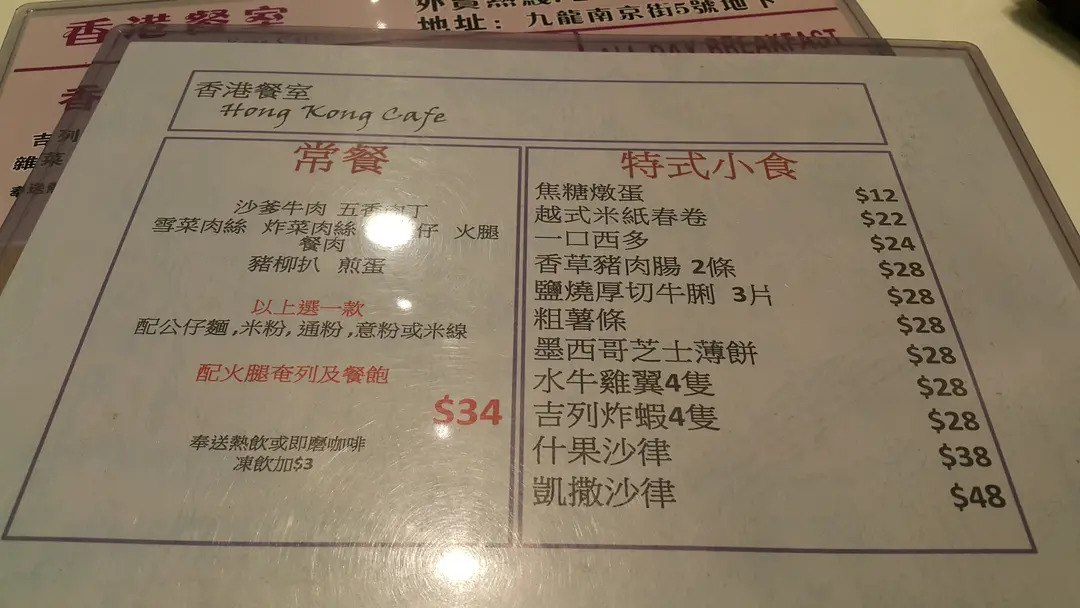 香港餐室
地址: 九龍南京街5號地下
ALL DAY BREAKFAST
香港餐室
Hong Kong Cafe
常餐
沙爹牛肉 五香肉丁
雪菜肉絲 炸菜肉絲 仔 火腿
餐肉
豬柳扒 煎蛋
以上選一款
配公仔麵,米粉,通粉,意粉或米線
配火腿奄列及餐飽
$34
奉送熱飲或即磨咖啡
凍飲加$3
特式小食
焦糖燉蛋 $12
越式米紙春卷 $22
一口西多 $24
香草豬肉腸 2條 $28
鹽燒厚切牛脷 3片 $28
粗薯條 $28
墨西哥芝士薄餅 $28
水牛雞翼4隻 $28
吉列炸蝦4隻 $28
什果沙律 $38
凱撒沙律 $48